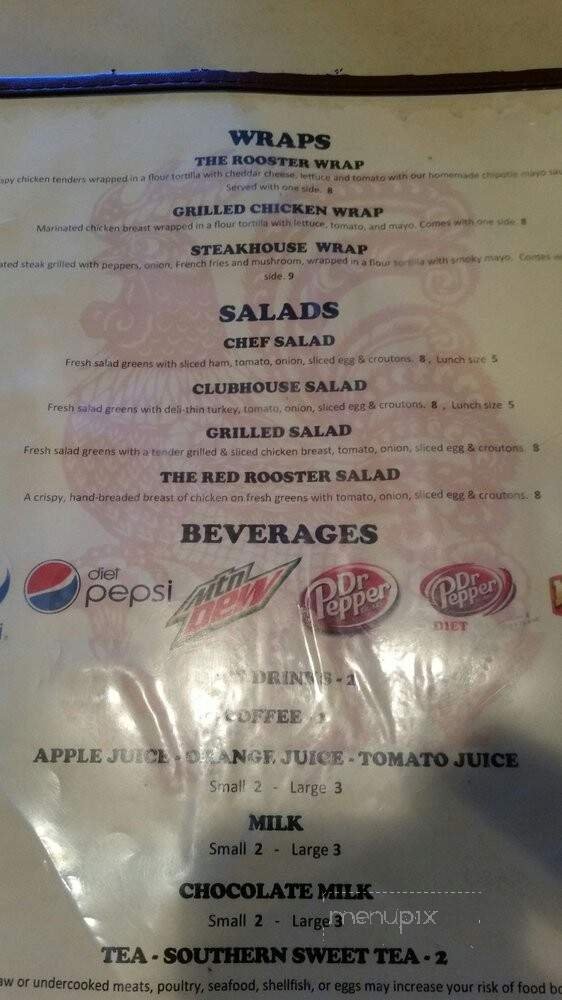 WRAPS
THE ROOSTER WRAP
spy chicken tenders wrapped in a flour tortilla with cheddar cheese, lettuce and tomato with our homemade chipotle mayo
Served with one side. 8
GRILLED CHICKEN WRAP
Marinated chicken breast wrapped in a flour tortilla with lettuce, tomato, and mayo. Comes with one side. 8
STEAKHOUSE WRAP
ated steak grilled with peppers, onion, French fries and mushroom, wrapped in a flour tortilla with smoky mayo. Comes
side. 9
SALADS
CHEF SALAD
Fresh salad greens with sliced ham, tomato, onion, sliced egg & croutons. 8 , Lunch size 5
CLUBHOUSE SALAD
Fresh salad greens with deli-thin turkey, tomato, onion, sliced egg & croutons. 8 , Lunch size 5
GRILLED SALAD
Fresh salad greens with a tender grilled & sliced chicken breast, tomato, onion, sliced egg & croutons. 8
THE RED ROOSTER SALAD
A crispy, hand-breaded breast of chicken on fresh greens with tomato, onion, sliced egg & croutons. 8
BEVERAGES
diet pepsi Mtn Dew Dr Pepper Dr Pepper DIET
DRINKS - 2
COFFEE -
APPLE JUICE - ORANGE JUICE - TOMATO JUICE
Small 2 - Large 3
MILK
Small 2 - Large 3
CHOCOLATE MILK
Small 2 - Large 3
menupix
TEA - SOUTHERN SWEET TEA - 2
aw or undercooked meats, poultry, seafood, shellfish, or eggs may increase your risk of food bo